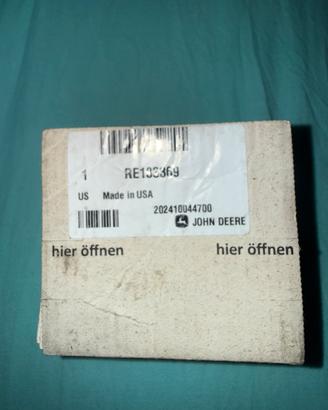 1 RE133369
US Made in USA
202410044700
JOHN DEERE
hier öffnen hier öffnen